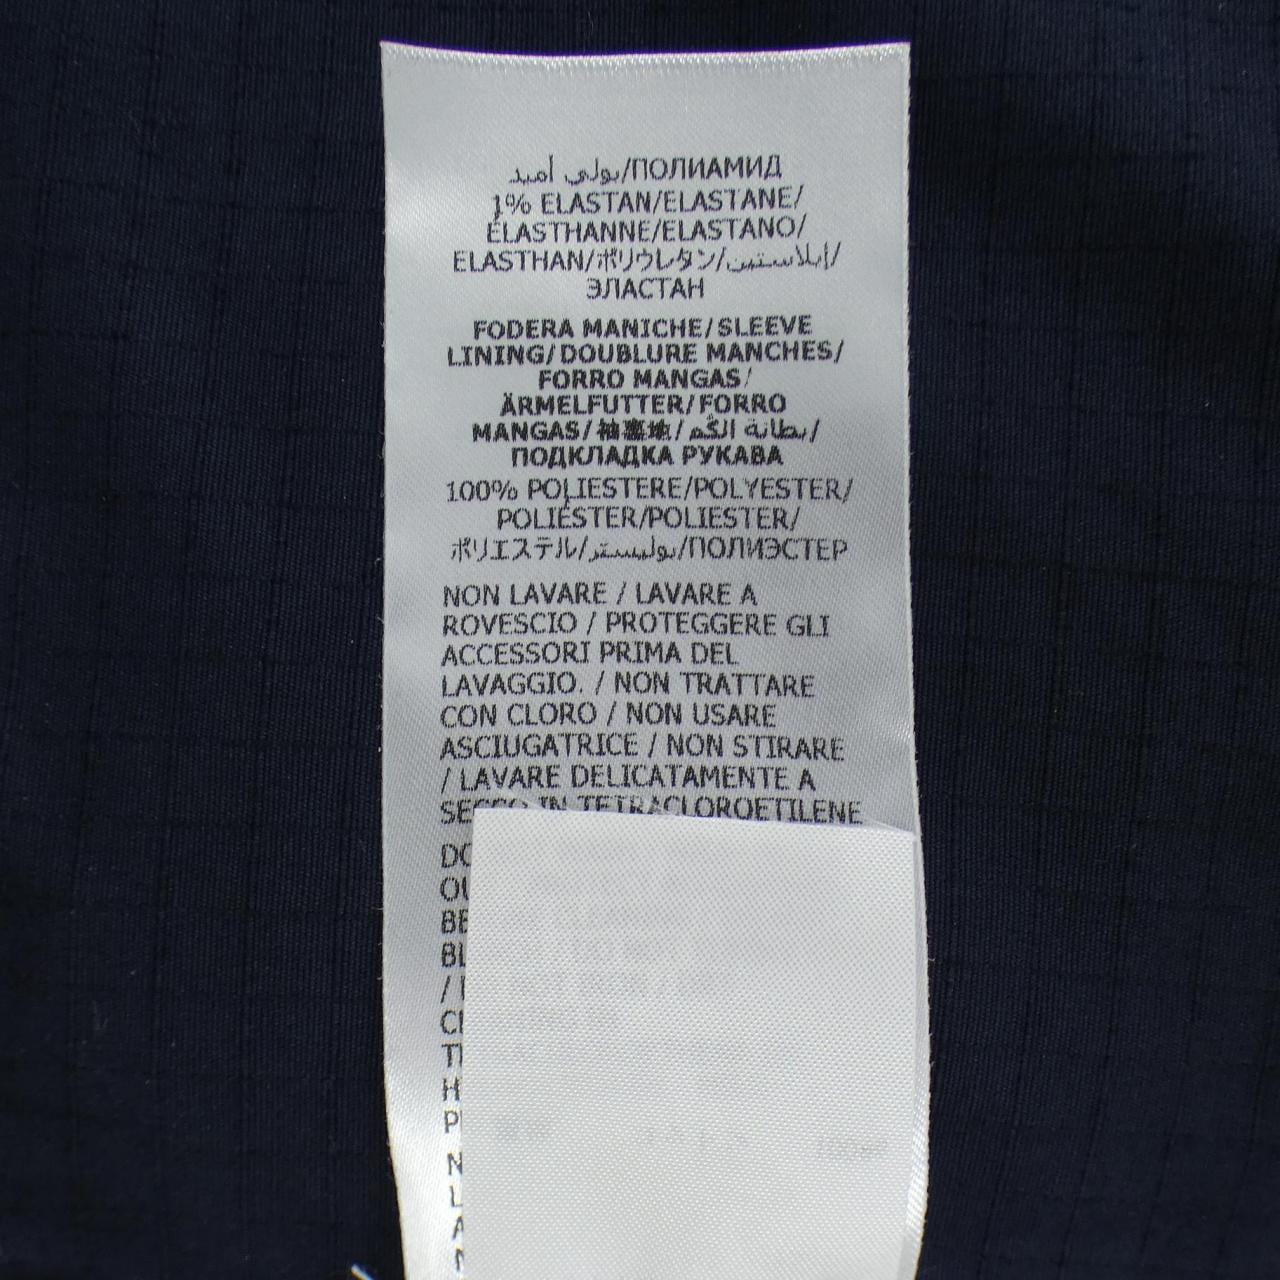 بولي أميد/ПОЛИАМИД
1% ELASTAN/ELASTANE/
ÉLASTHANNE/ELASTANO/
ELASTHAN/ポリウレタン/إيلاستين/
ЭЛАСТАН
FODERA MANICHE/SLEEVE
LINING/DOUBLURE MANCHES/
FORRO MANGAS/
ÄRMELFUTTER/FORRO
MANGAS/袖裏地/بطانة الكُم/
ПОДКЛАДКА РУКАВА
100% POLIESTERE/POLYESTER/
POLIÉSTER/POLIESTER/
ポリエステル/بوليستر/ПОЛИЭСТЕР
NON LAVARE / LAVARE A
ROVESCIO / PROTEGGERE GLI
ACCESSORI PRIMA DEL
LAVAGGIO. / NON TRATTARE
CON CLORO / NON USARE
ASCIUGATRICE / NON STIRARE
/ LAVARE DELICATAMENTE A
SECCO IN TETRACLOROETILENE